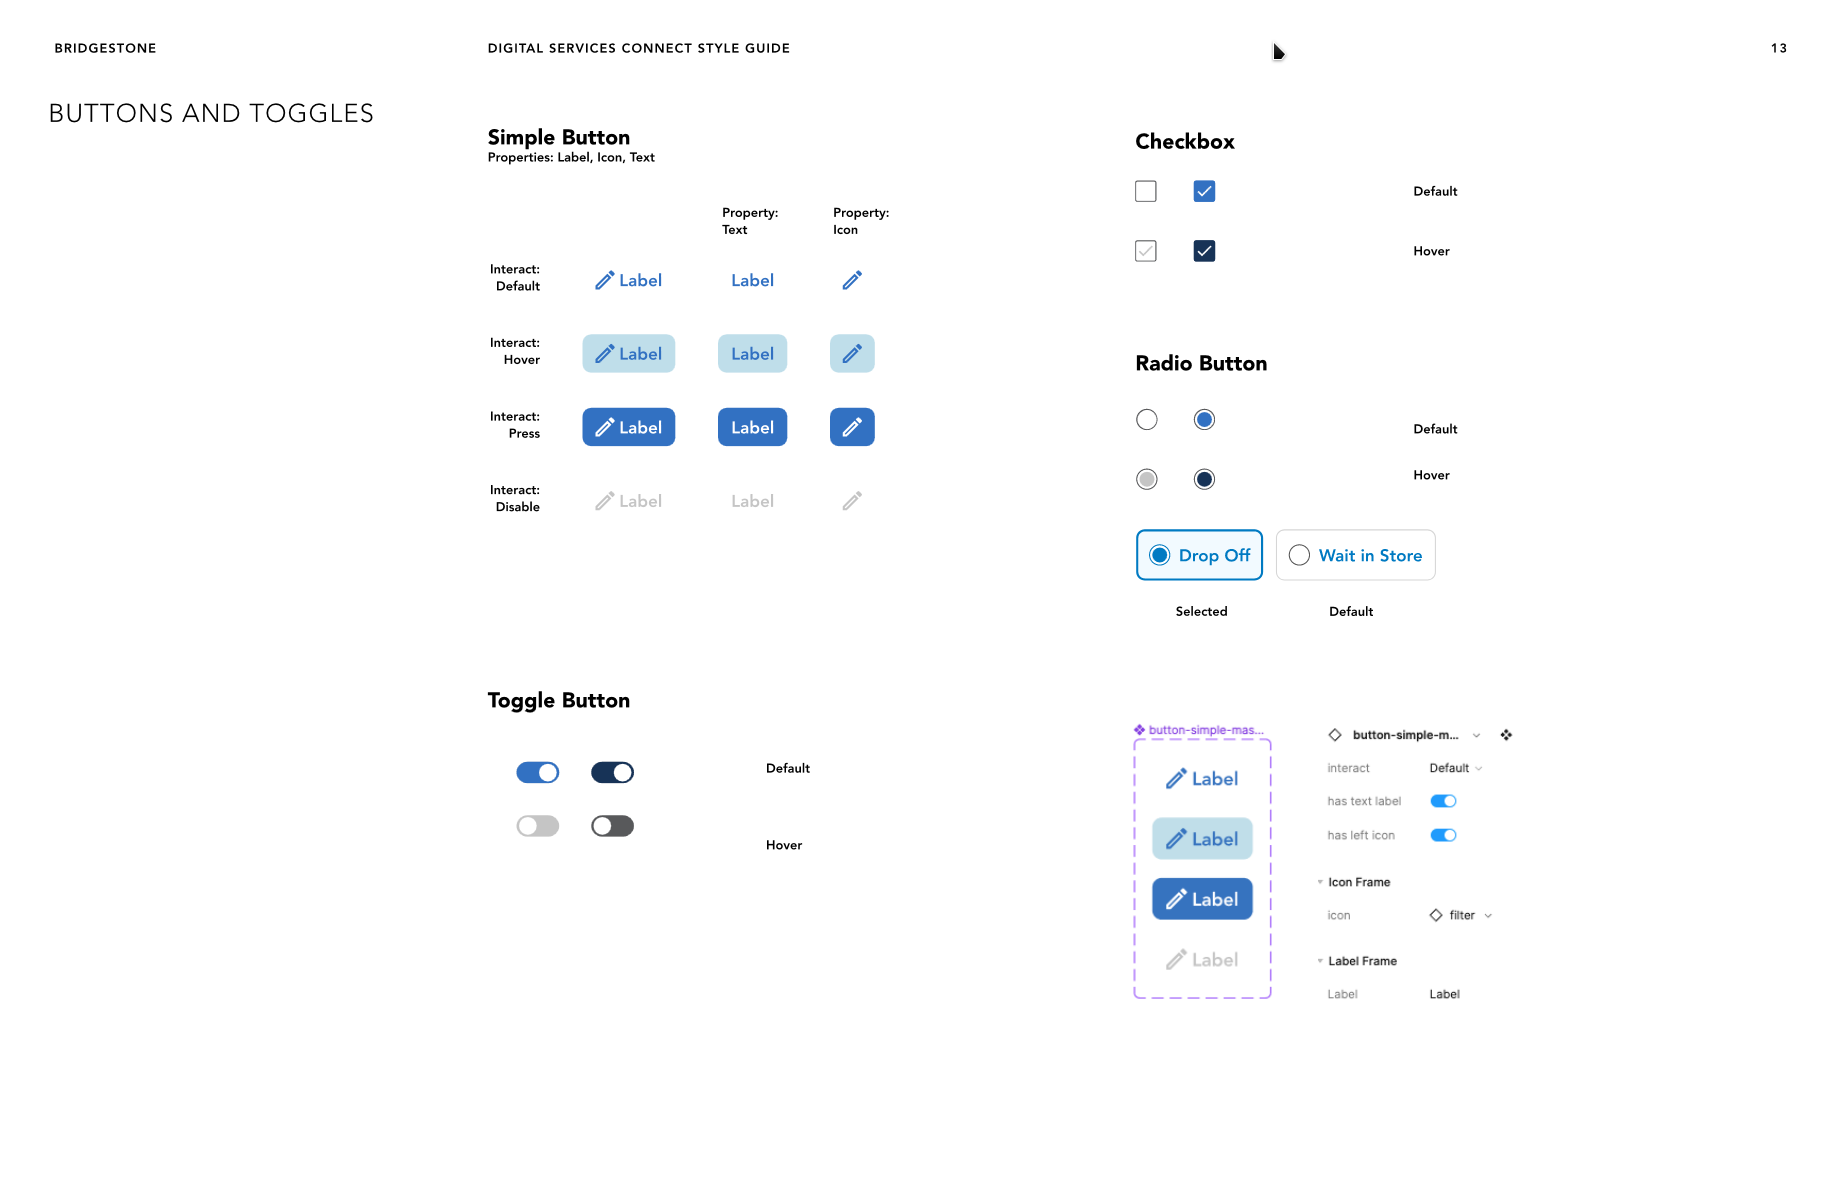 BRIDGESTONE
DIGITAL SERVICES CONNECT STYLE GUIDE
13
BUTTONS AND TOGGLES
Simple Button
Properties: Label, Icon, Text
Property:
Text
Property:
Icon
Interact:
Default
Label
Label
Interact:
Hover
Label
Label
Interact:
Press
Label
Label
Interact:
Disable
Label
Label
Toggle Button
Default
Hover
Checkbox
Default
Hover
Radio Button
Default
Hover
Drop Off
Wait in Store
Selected
Default
button-simple-mas...
Label
Label
Label
Label
button-simple-m...
interact
Default
has text label
has left icon
Icon Frame
icon
filter
Label Frame
Label
Label